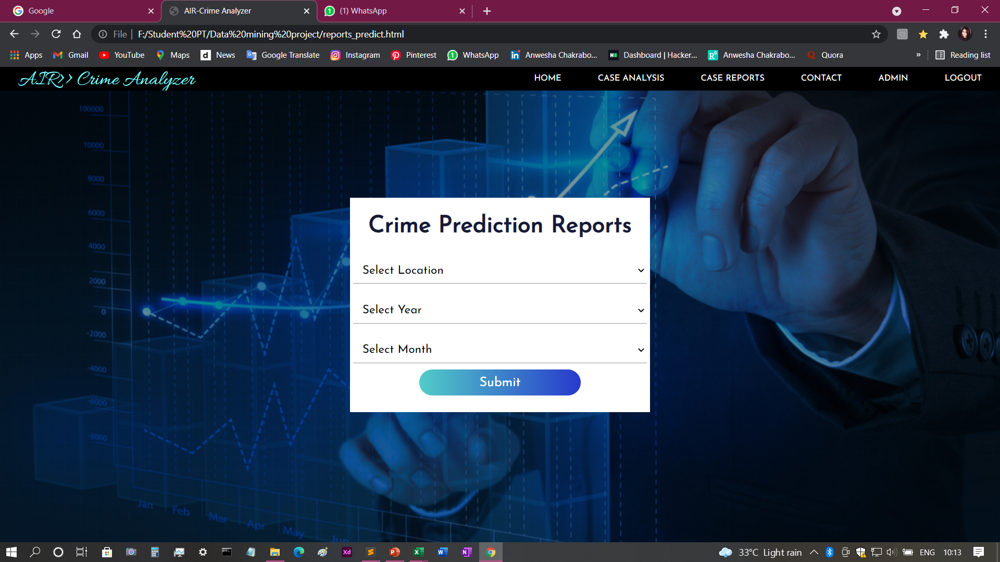 Google
AIR-Crime Analyzer
(1) WhatsApp
File
F:/Student%20PT/Data%20mining%20project/reports_predict.html
Apps
Gmail
YouTube
Maps
News
Google Translate
Instagram
Pinterest
WhatsApp
Anwesha Chakrabo...
Dashboard | Hacker...
Anwesha Chakrabo...
Quora
»
Reading list
AIR>> Crime Analyzer
HOME
CASE ANALYSIS
CASE REPORTS
CONTACT
ADMIN
LOGOUT
100000
10000
8000
6000
4000
2000
0
-2000
-4000
-6000
-8000
Jan
Feb
Mar
Apr
May
Jun
Crime Prediction Reports
Select Location
Select Year
Select Month
Submit
33°C Light rain
ENG
10:13